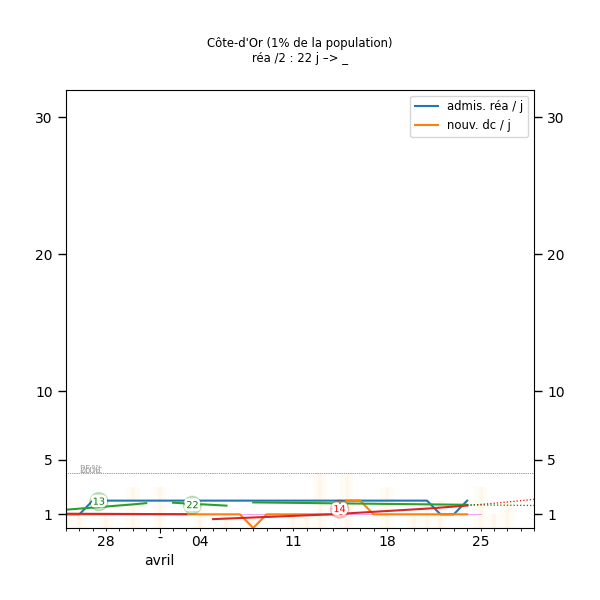 Côte-d'Or (1% de la population)
réa /2 : 22 j –> _
admis. réa / j
nouv. dc / j
30 30
20 20
10 10
5 5
1 1
13
22
14
28 - 04 11 18 25
avril